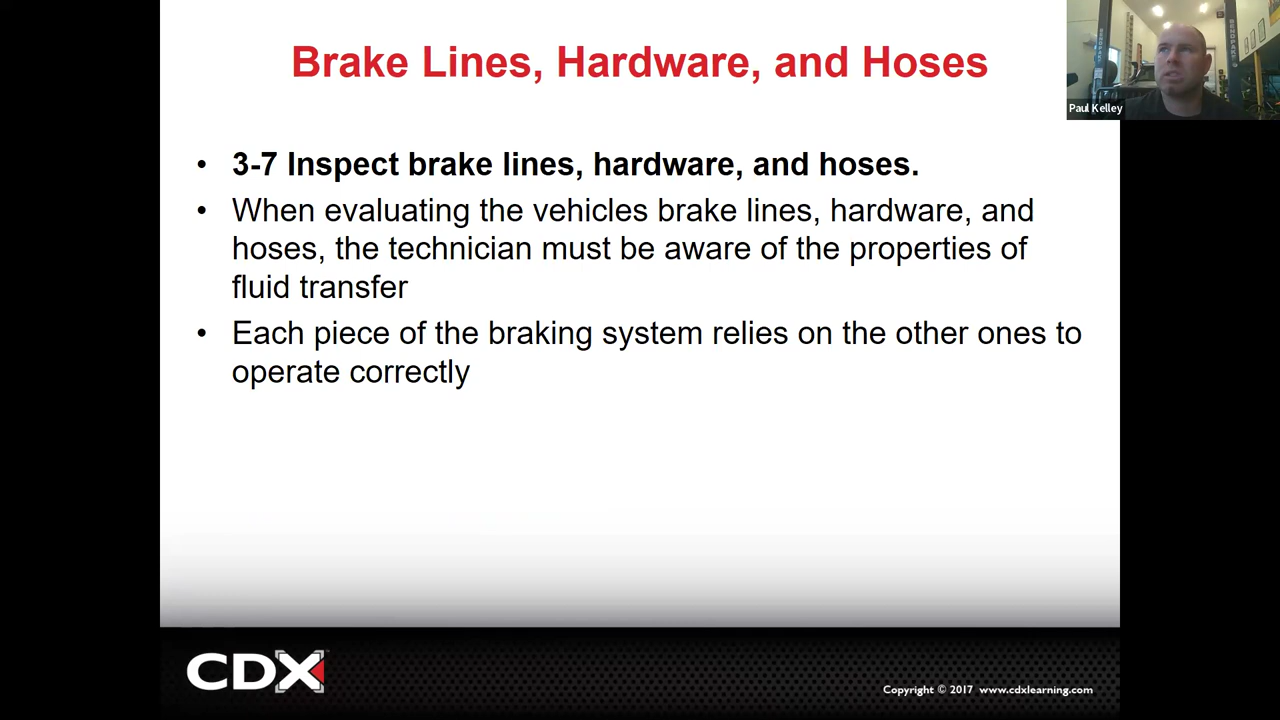 Brake Lines, Hardware, and Hoses
Paul Kelley
• 3-7 Inspect brake lines, hardware, and hoses.
• When evaluating the vehicles brake lines, hardware, and
hoses, the technician must be aware of the properties of
fluid transfer
• Each piece of the braking system relies on the other ones to
operate correctly
CDX
Copyright © 2017 www.cdxlearning.com